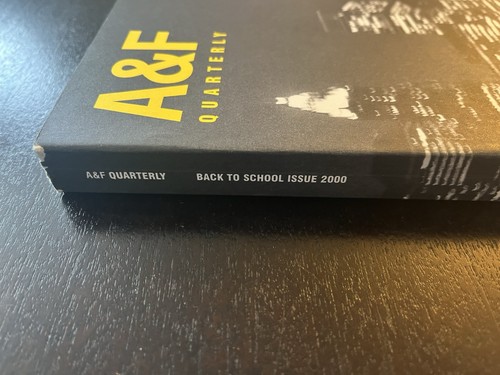 A&F
QUARTERLY
A&F QUARTERLY BACK TO SCHOOL ISSUE 2000